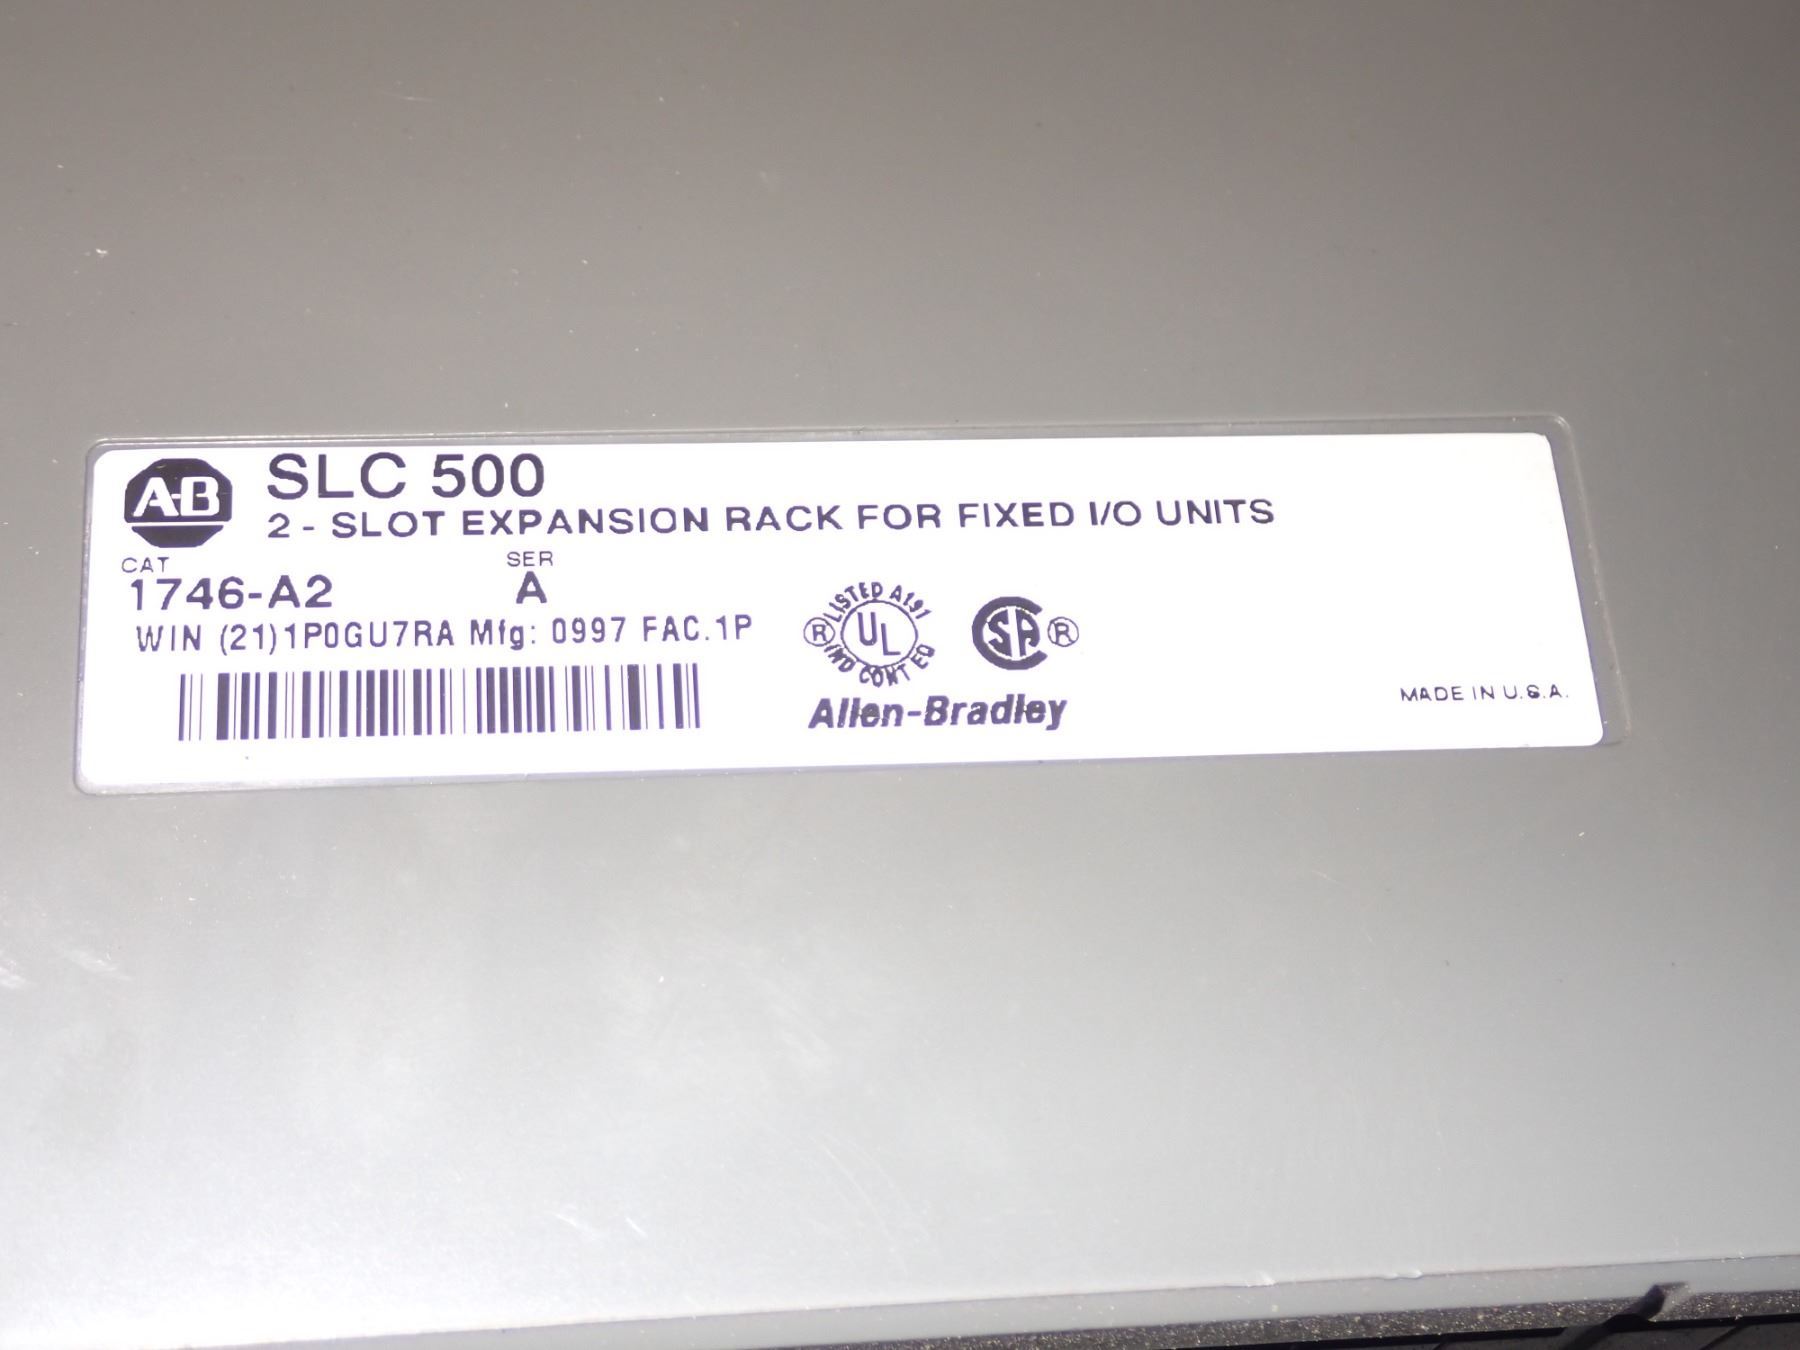 A-B
SLC 500
2 - SLOT EXPANSION RACK FOR FIXED I/O UNITS
CAT SER
1746-A2 A
WIN (21)1P0GU7RA Mfg: 0997 FAC.1P
® LISTED A191
UL
IND CONT EQ
SA ®
Allen-Bradley
MADE IN U.S.A.